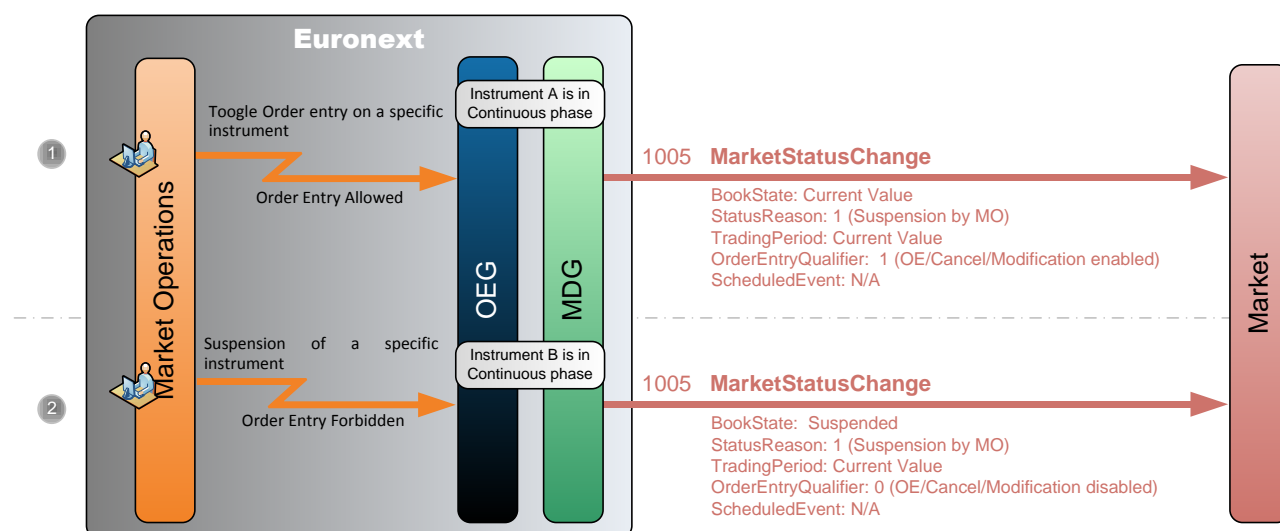 Euronext
Market Operations
OEG
MDG
Market
1
Toogle Order entry on a specific
instrument
Order Entry Allowed
Instrument A is in
Continuous phase
1005 MarketStatusChange
BookState: Current Value
StatusReason: 1 (Suspension by MO)
TradingPeriod: Current Value
OrderEntryQualifier: 1 (OE/Cancel/Modification enabled)
ScheduledEvent: N/A
2
Suspension of a specific
instrument
Order Entry Forbidden
Instrument B is in
Continuous phase
1005 MarketStatusChange
BookState: Suspended
StatusReason: 1 (Suspension by MO)
TradingPeriod: Current Value
OrderEntryQualifier: 0 (OE/Cancel/Modification disabled)
ScheduledEvent: N/A